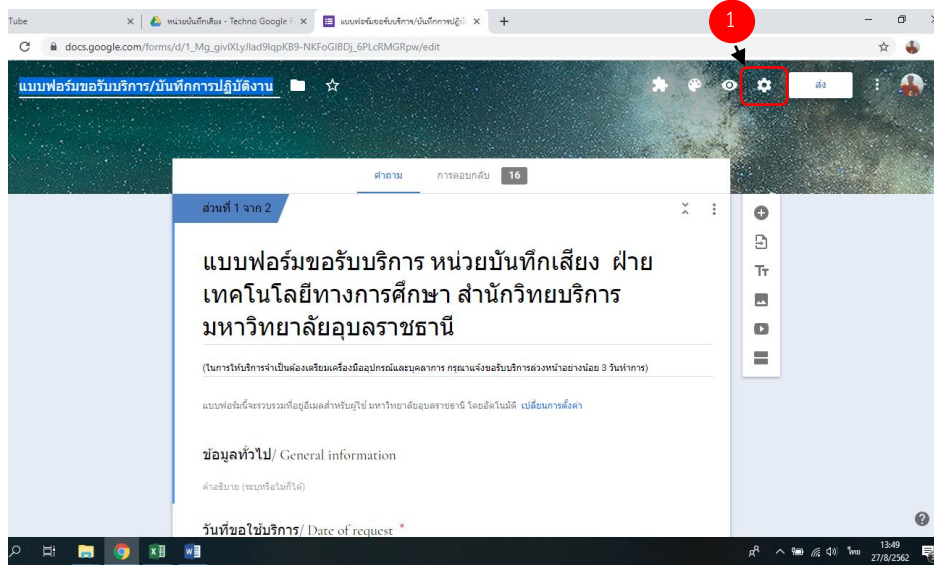 1
Tube
หน่วยบันทึกเสียง - Techno Google
แบบฟอร์มขอรับบริการ/บันทึกการปฏิบัติ
docs.google.com/forms/d/1_Mg_givlXLyJlad9IqpKB9-NKFoGIBDj_6PLcRMGRpw/edit
แบบฟอร์มขอรับบริการ/บันทึกการปฏิบัติงาน
ส่ง
คำถาม
การตอบกลับ 16
ส่วนที่ 1 จาก 2
แบบฟอร์มขอรับบริการ หน่วยบันทึกเสียง ฝ่าย
เทคโนโลยีทางการศึกษา สำนักวิทยบริการ
มหาวิทยาลัยอุบลราชธานี
(ในการให้บริการจำเป็นต้องเตรียมเครื่องมืออุปกรณ์และบุคลากร กรุณาแจ้งขอรับบริการล่วงหน้าอย่างน้อย 3 วันทำการ)
แบบฟอร์มนี้จะรวบรวมที่อยู่อีเมลสำหรับผู้ใช้ มหาวิทยาลัยอุบลราชธานี โดยอัตโนมัติ เปลี่ยนการตั้งค่า
ข้อมูลทั่วไป/ General information
คำอธิบาย (ระบุหรือไม่ก็ได้)
วันที่ขอใช้บริการ/ Date of request *
Tт
ไทย
13:49
27/8/2562